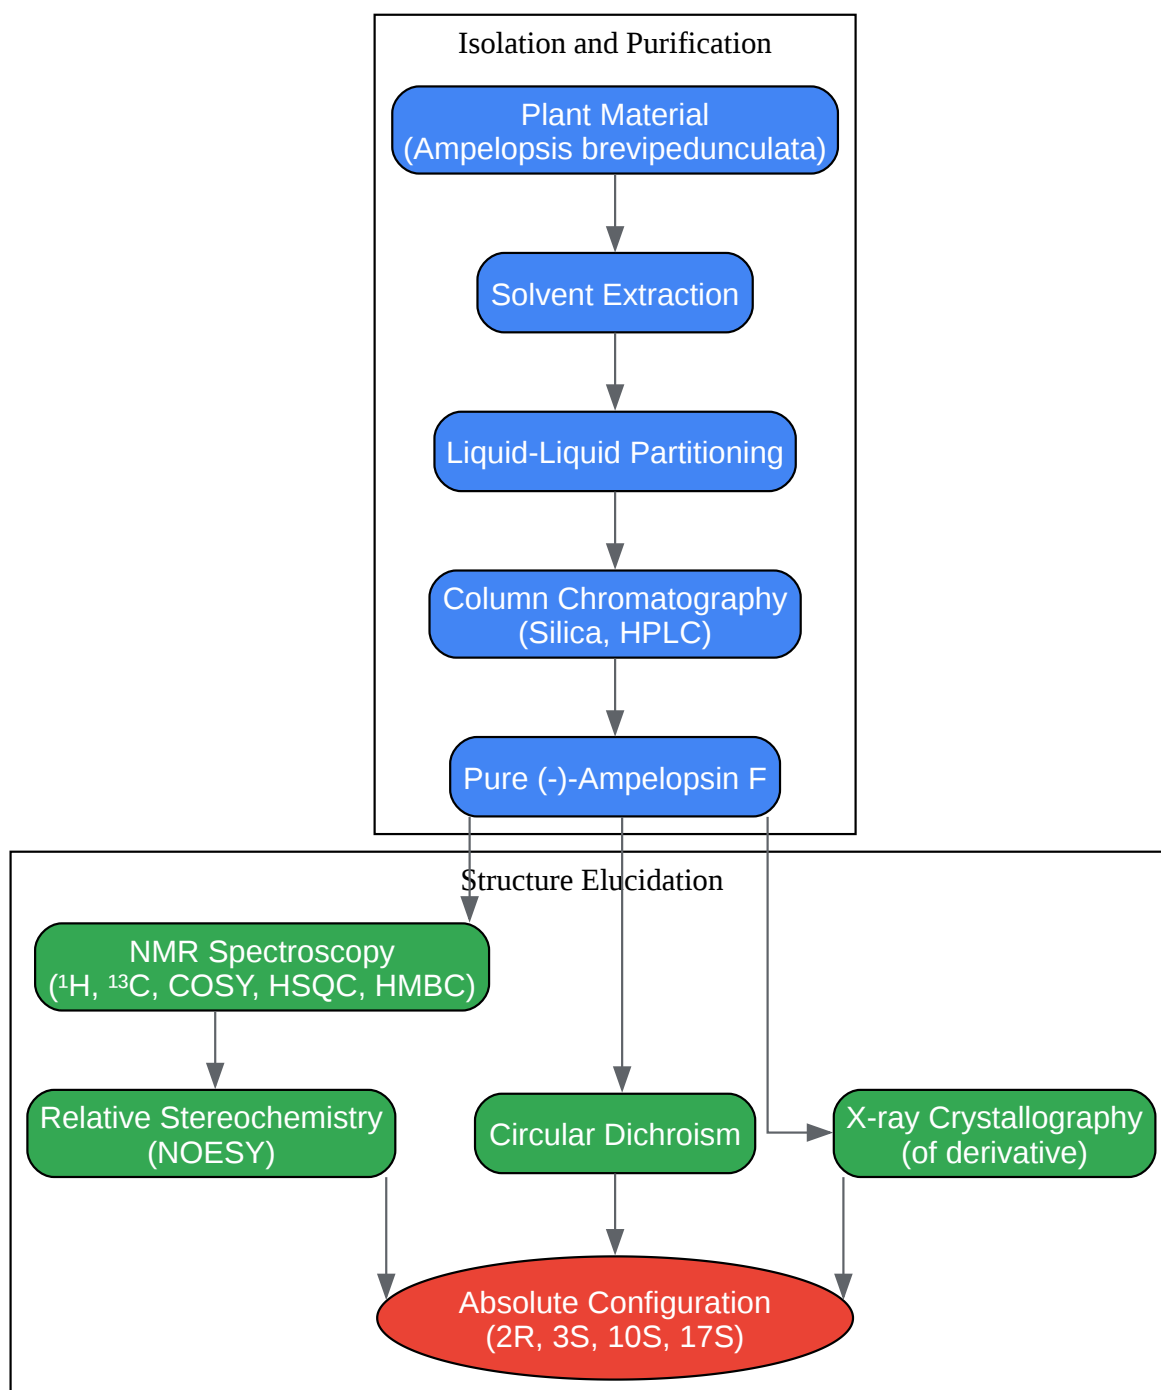 Isolation and Purification
Plant Material
(Ampelopsis brevipedunculata)
Solvent Extraction
Liquid-Liquid Partitioning
Column Chromatography
(Silica, HPLC)
Pure (-)-Ampelopsin F
Structure Elucidation
NMR Spectroscopy
(¹H, ¹³C, COSY, HSQC, HMBC)
Relative Stereochemistry
(NOESY)
Circular Dichroism
X-ray Crystallography
(of derivative)
Absolute Configuration
(2R, 3S, 10S, 17S)